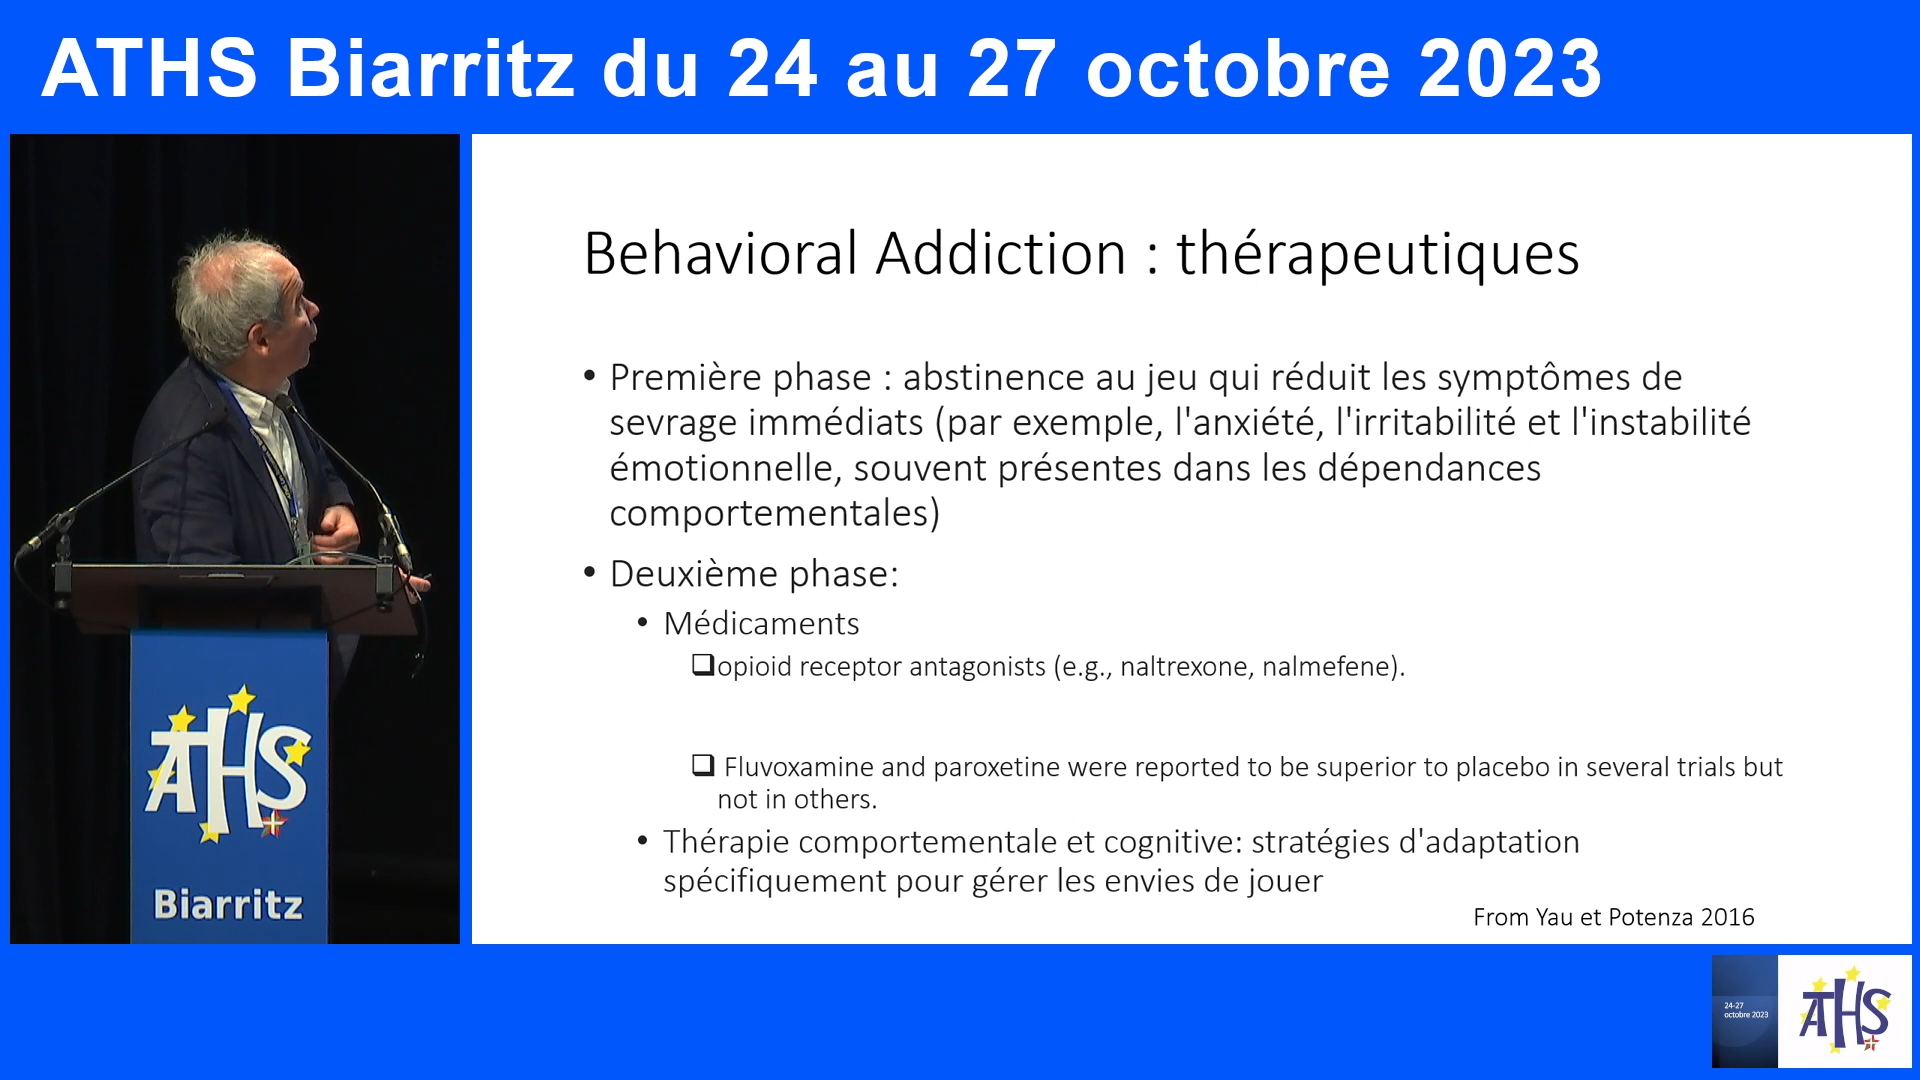 ATHS Biarritz du 24 au 27 octobre 2023
Behavioral Addiction : thérapeutiques
• Première phase : abstinence au jeu qui réduit les symptômes de
sevrage immédiats (par exemple, l'anxiété, l'irritabilité et l'instabilité
émotionnelle, souvent présentes dans les dépendances
comportementales)
• Deuxième phase:
• Médicaments
❑opioid receptor antagonists (e.g., naltrexone, nalmefene).
❑ Fluvoxamine and paroxetine were reported to be superior to placebo in several trials but
not in others.
• Thérapie comportementale et cognitive: stratégies d'adaptation
spécifiquement pour gérer les envies de jouer
From Yau et Potenza 2016
ATHS
Biarritz
24-27
octobre 2023
ATHS